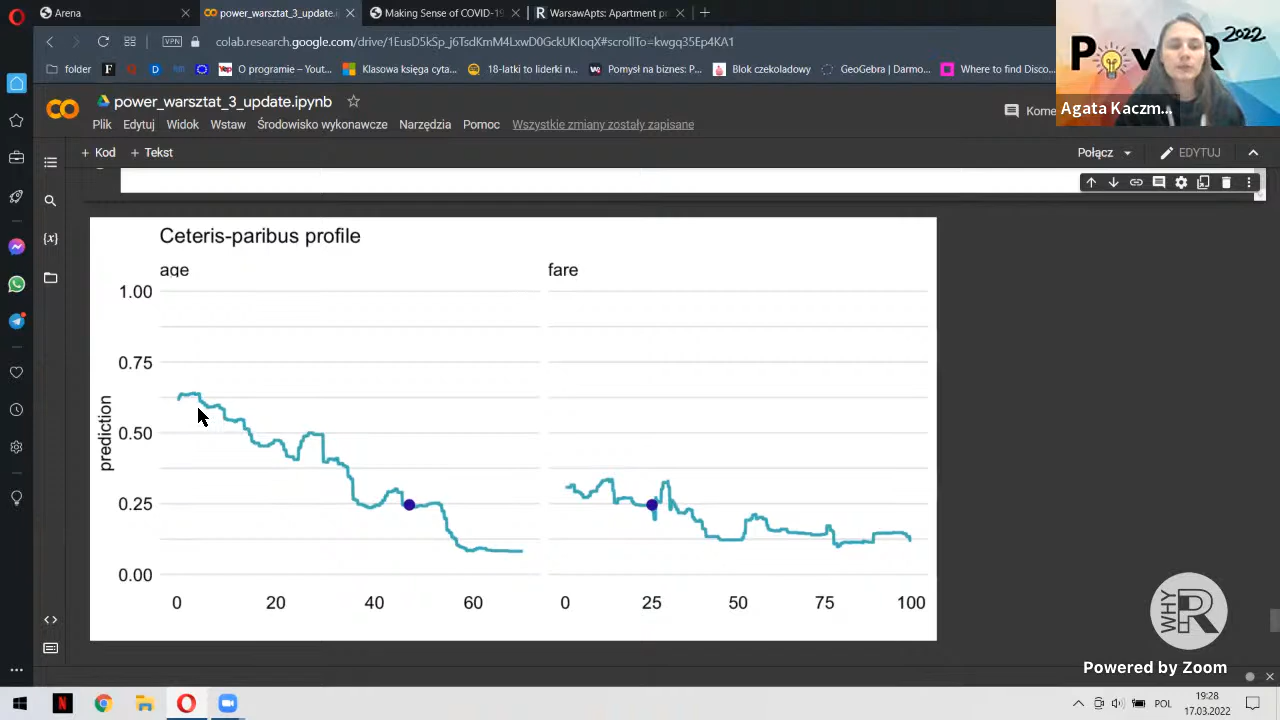 Arena
power_warsztat_3_update.i
Making Sense of COVID-19
WarsawApts: Apartment p
VPN
colab.research.google.com/drive/1EusD5kSp_j6TsdKmM4LxwD0GckUKIoqX#scrollTo=kwgq35Ep4KA1
folder
O programie – Yout...
Klasowa księga cyta...
18-latki to liderki n...
Pomysł na biznes: P...
Blok czekoladowy
GeoGebra | Darmo...
Where to find Disco...
2022
Agata Kaczm...
power_warsztat_3_update.ipynb
Plik Edytuj Widok Wstaw Środowisko wykonawcze Narzędzia Pomoc Wszystkie zmiany zostały zapisane
Kome
+ Kod + Tekst
Połącz
EDYTUJ
Ceteris-paribus profile
age
fare
prediction
1.00
0.75
0.50
0.25
0.00
0 20 40 60
0 25 50 75 100
WHY R
Powered by Zoom
POL
19:28
17.03.2022